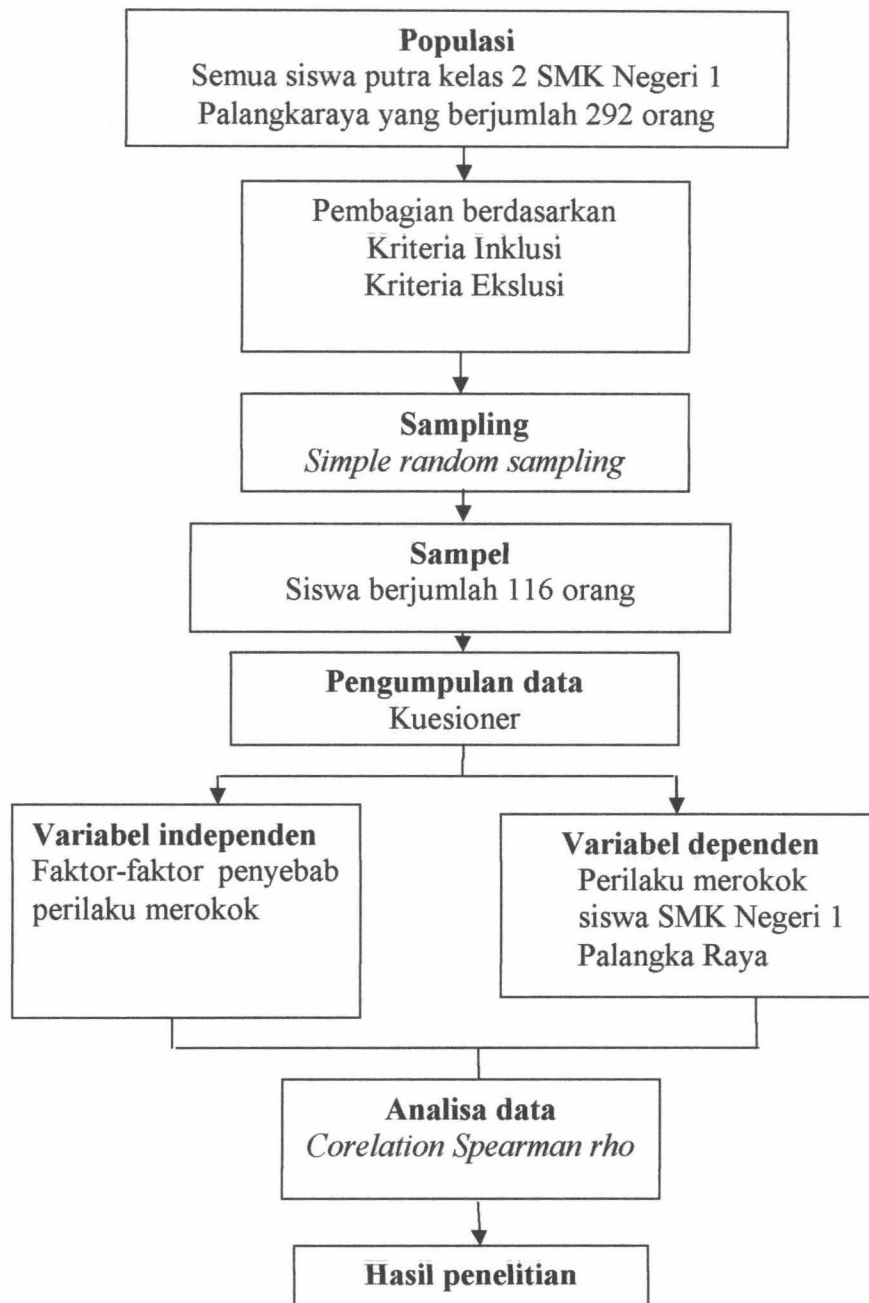 Populasi
Semua siswa putra kelas 2 SMK Negeri 1
Palangkaraya yang berjumlah 292 orang
Pembagian berdasarkan
Kriteria Inklusi
Kriteria Ekslusi
Sampling
Simple random sampling
Sampel
Siswa berjumlah 116 orang
Pengumpulan data
Kuesioner
Variabel independen
Faktor-faktor penyebab
perilaku merokok
Variabel dependen
Perilaku merokok
siswa SMK Negeri 1
Palangka Raya
Analisa data
Corelation Spearman rho
Hasil penelitian